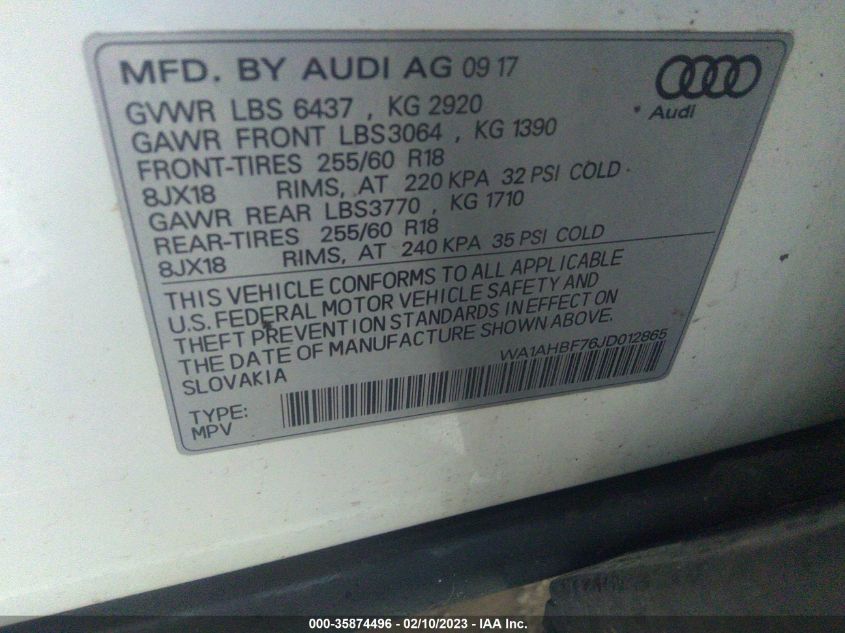 MFD. BY AUDI AG 09 17
Audi
GVWR LBS 6437 , KG 2920
GAWR FRONT LBS3064 , KG 1390
FRONT-TIRES 255/60 R18
8JX18 RIMS, AT 220 KPA 32 PSI COLD
GAWR REAR LBS3770 , KG 1710
REAR-TIRES 255/60 R18
8JX18 RIMS, AT 240 KPA 35 PSI COLD
THIS VEHICLE CONFORMS TO ALL APPLICABLE
U.S. FEDERAL MOTOR VEHICLE SAFETY AND
THEFT PREVENTION STANDARDS IN EFFECT ON
THE DATE OF MANUFACTURE SHOWN ABOVE.
SLOVAKIA
WA1AHBF76JD012865
TYPE:
MPV
000-35874496 - 02/10/2023 - IAA Inc.